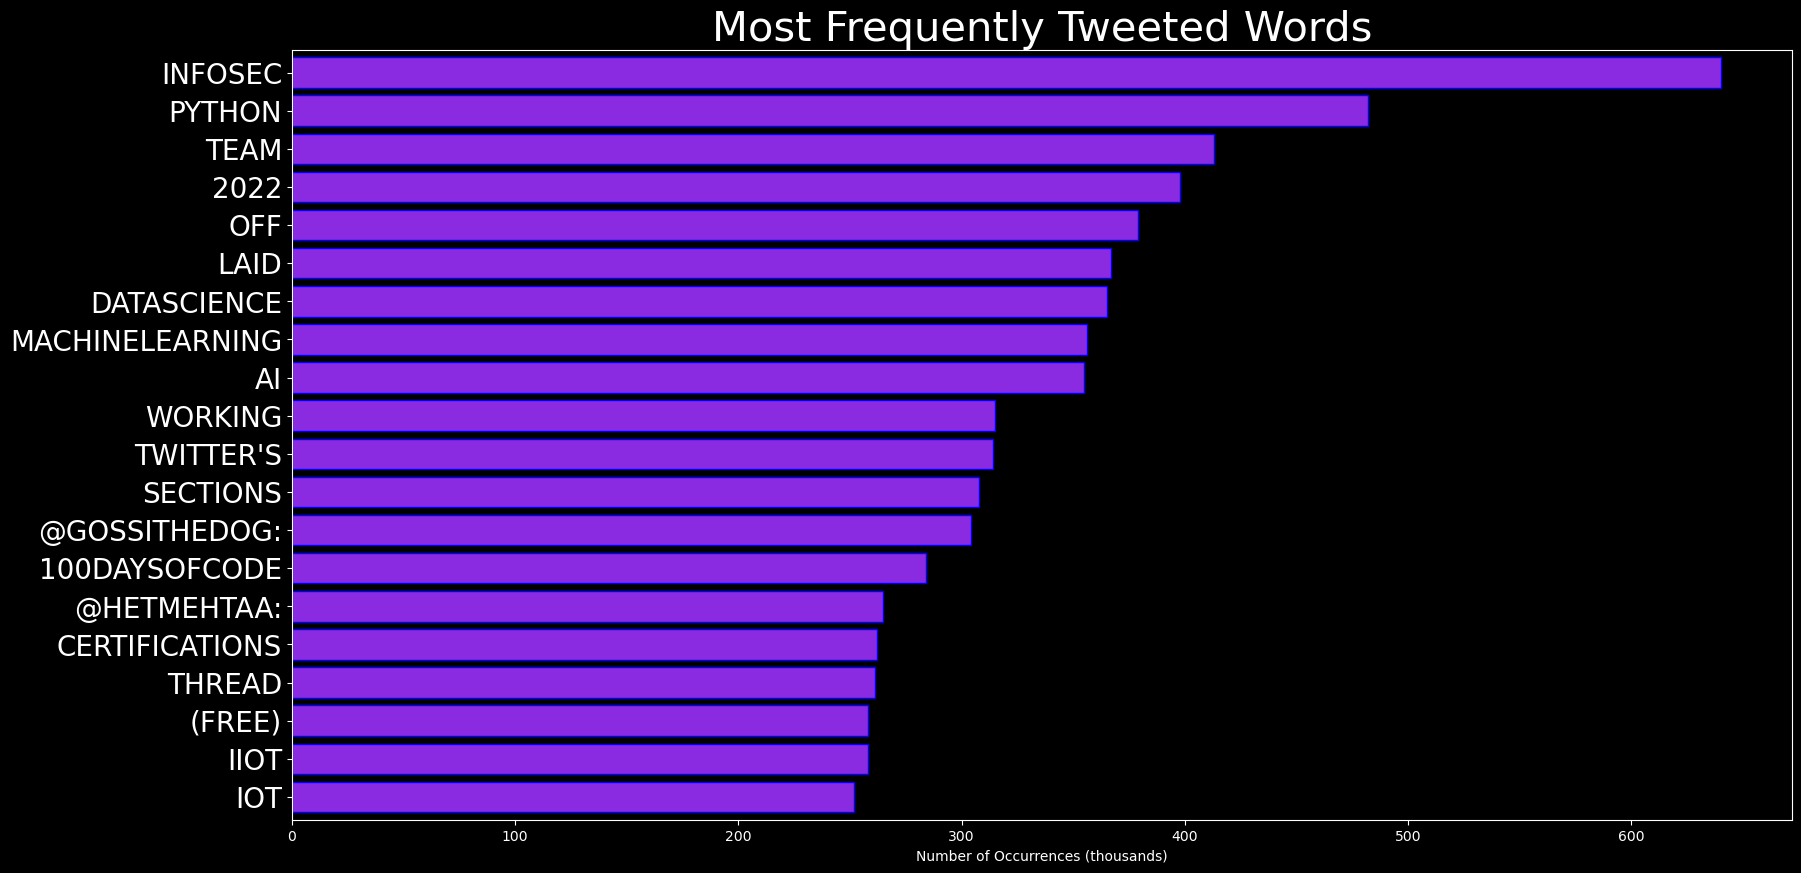 Most Frequently Tweeted Words
INFOSEC
PYTHON
TEAM
2022
OFF
LAID
DATASCIENCE
MACHINELEARNING
AI
WORKING
TWITTER'S
SECTIONS
@GOSSITHEDOG:
100DAYSOFCODE
@HETMEHTAA:
CERTIFICATIONS
THREAD
(FREE)
IIOT
IOT
0 100 200 300 400 500 600
Number of Occurrences (thousands)